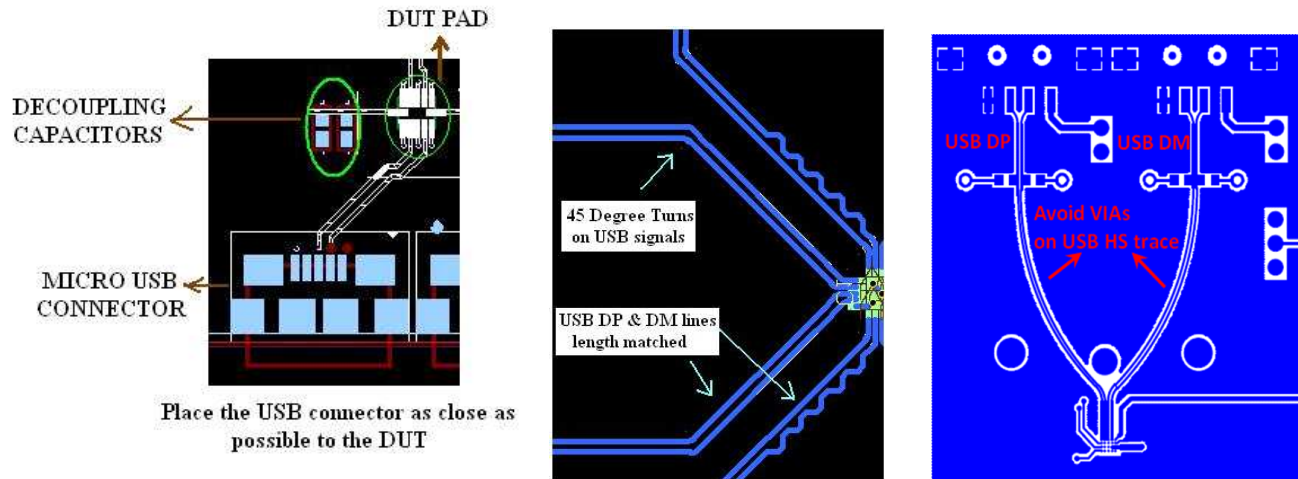 DUT PAD
DECOUPLING
CAPACITORS
MICRO USB
CONNECTOR
Place the USB connector as close as
possible to the DUT
45 Degree Turns
on USB signals
USB DP & DM lines
length matched
USB DP
USB DM
Avoid VIAs
on USB HS trace